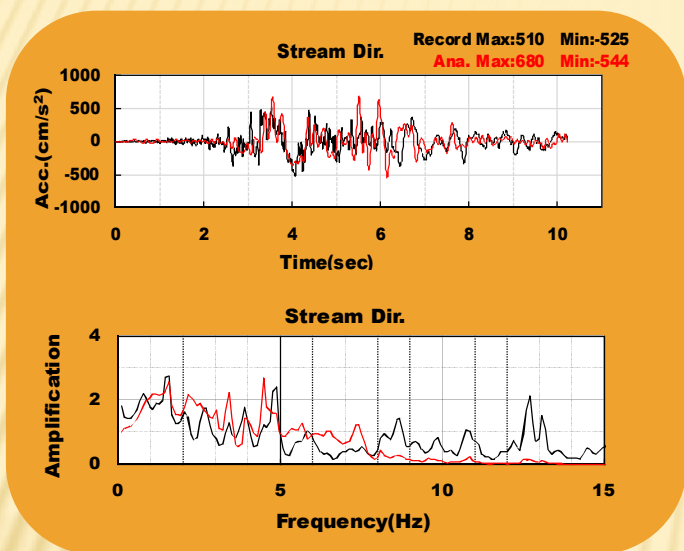 Stream Dir.
Record Max:510 Min:-525
Ana. Max:680 Min:-544
Acc.(cm/s²)
1000
500
0
-500
-1000
0 2 4 6 8 10
Time(sec)
Stream Dir.
Amplification
4
2
0
0 5 10 15
Frequency(Hz)